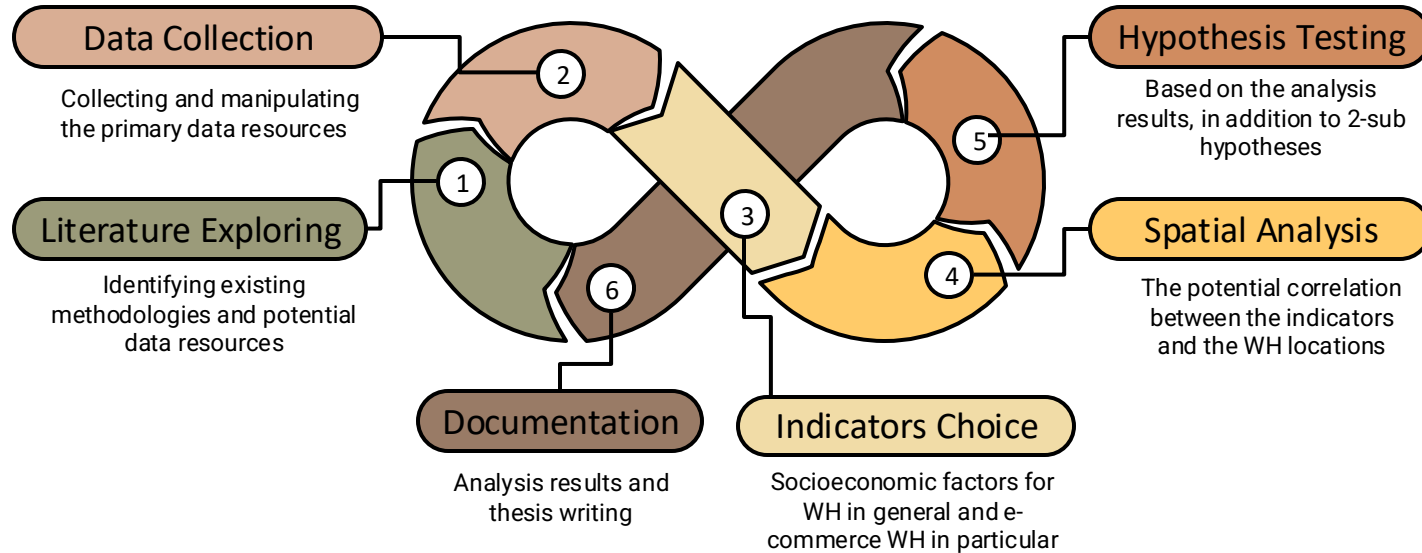 Data Collection
Collecting and manipulating
the primary data resources
2
1
Literature Exploring
Identifying existing
methodologies and potential
data resources
6
Documentation
Analysis results and
thesis writing
3
Indicators Choice
Socioeconomic factors for
WH in general and e-
commerce WH in particular
Hypothesis Testing
Based on the analysis
results, in addition to 2-sub
hypotheses
5
4
Spatial Analysis
The potential correlation
between the indicators
and the WH locations